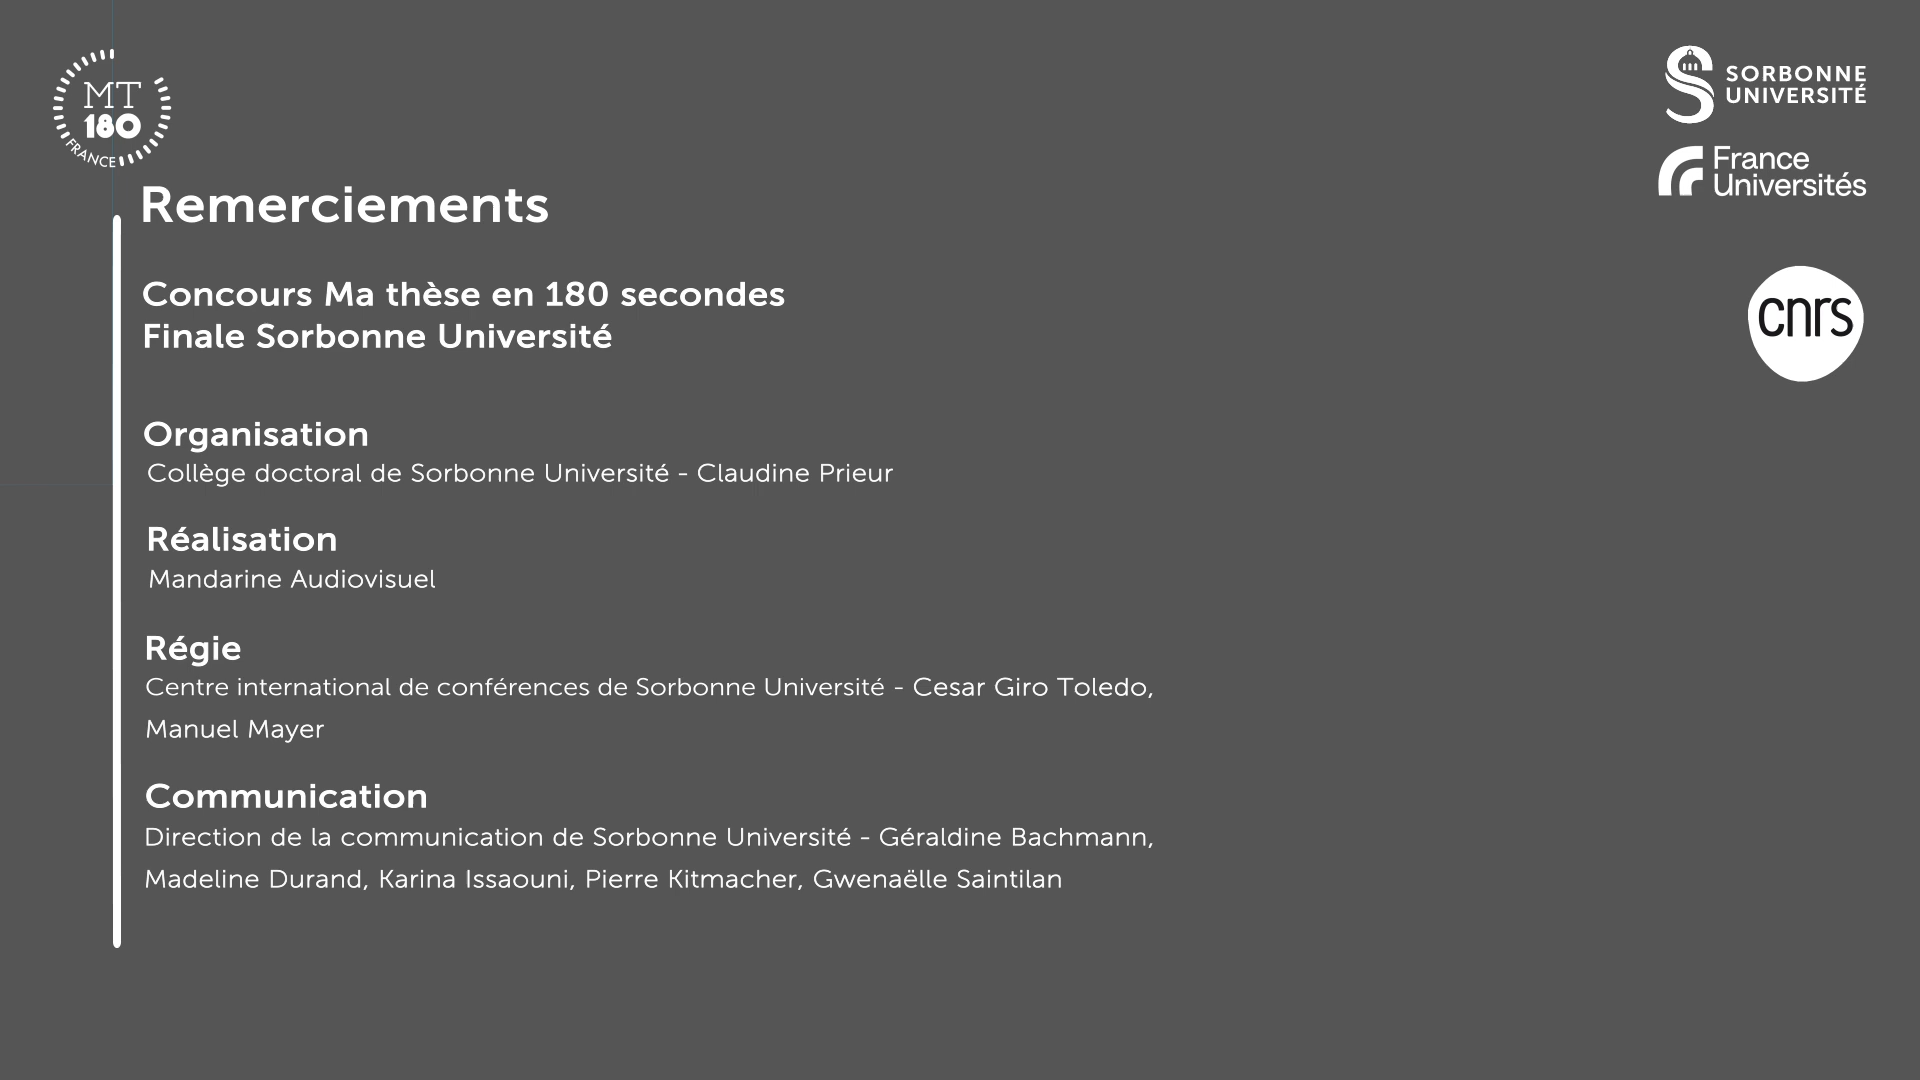 MT
180
FRANCE
SORBONNE
UNIVERSITÉ
France
Universités
cnrs
Remerciements
Concours Ma thèse en 180 secondes
Finale Sorbonne Université
Organisation
Collège doctoral de Sorbonne Université - Claudine Prieur
Réalisation
Mandarine Audiovisuel
Régie
Centre international de conférences de Sorbonne Université - Cesar Giro Toledo,
Manuel Mayer
Communication
Direction de la communication de Sorbonne Université - Géraldine Bachmann,
Madeline Durand, Karina Issaouni, Pierre Kitmacher, Gwenaëlle Saintilan